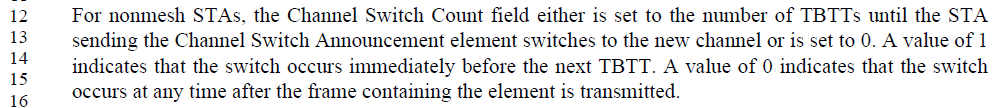 12 For nonmesh STAs, the Channel Switch Count field either is set to the number of TBTTs until the STA
13 sending the Channel Switch Announcement element switches to the new channel or is set to 0. A value of 1
14 indicates that the switch occurs immediately before the next TBTT. A value of 0 indicates that the switch
15 occurs at any time after the frame containing the element is transmitted.
16